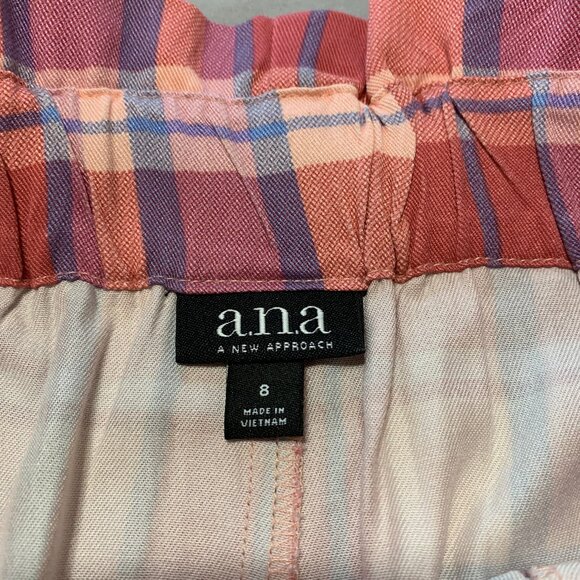 a.n.a
A NEW APPROACH
8
MADE IN
VIETNAM